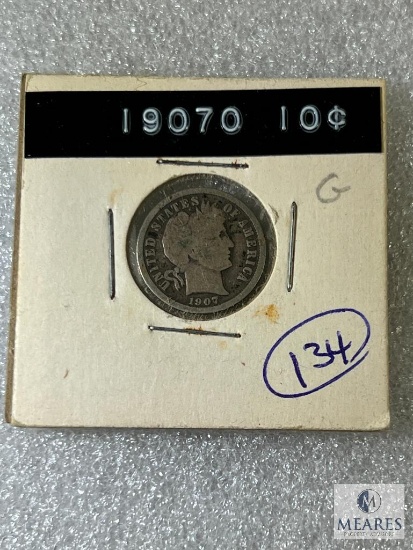 19070 10¢
G
UNITED STATES OF AMERICA
1907
134
M
MEARES